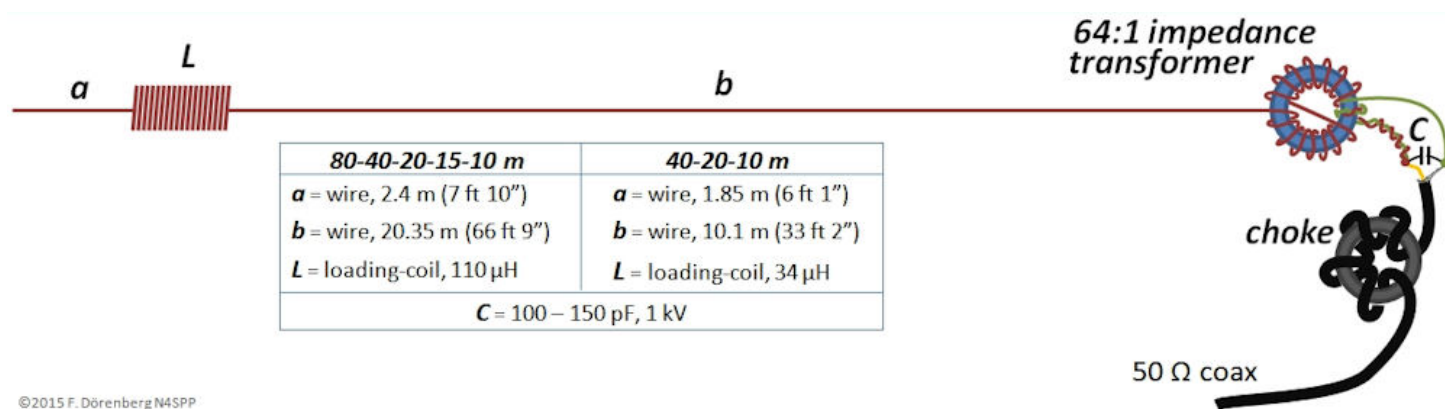 64:1 impedance
transformer
L
a
b
C
80-40-20-15-10 m
40-20-10 m
a = wire, 2.4 m (7 ft 10”)
a = wire, 1.85 m (6 ft 1”)
b = wire, 20.35 m (66 ft 9”)
b = wire, 10.1 m (33 ft 2”)
L = loading-coil, 110 µH
L = loading-coil, 34 µH
C = 100 – 150 pF, 1 kV
choke
50 Ω coax
©2015 F. Dörenberg N4SPP